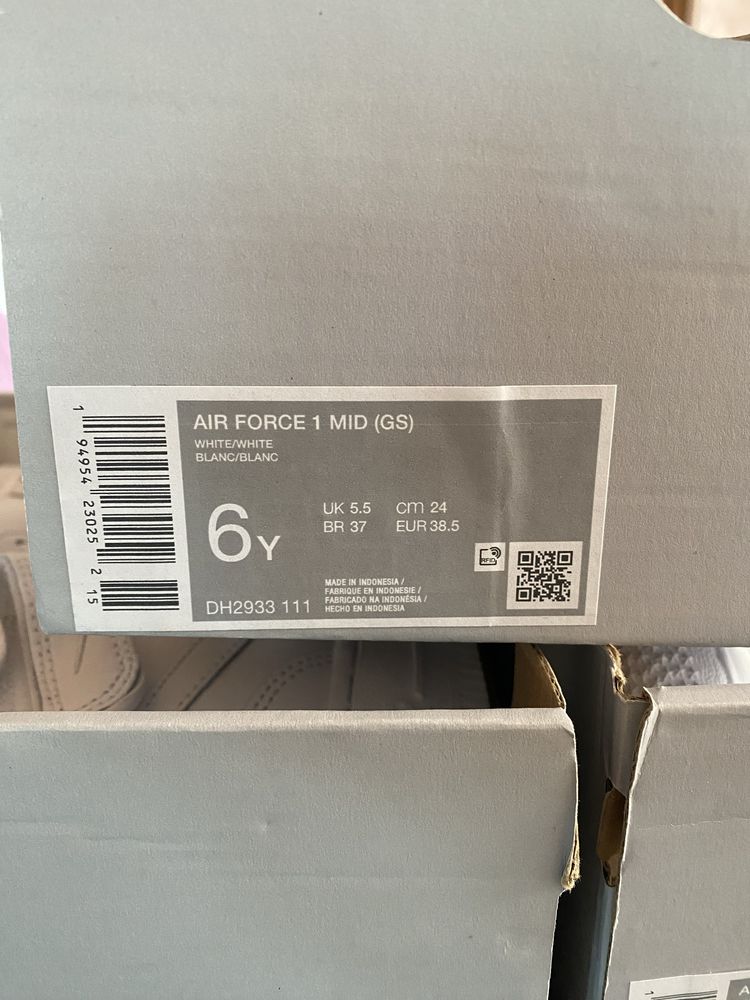 AIR FORCE 1 MID (GS)
WHITE/WHITE
BLANC/BLANC
6Y
UK 5.5 cm 24
BR 37 EUR 38.5
RFID
MADE IN INDONESIA /
FABRIQUE EN INDONESIE /
FABRICADO NA INDONÉSIA /
HECHO EN INDONESIA
DH2933 111
1 94954 23025 2 15